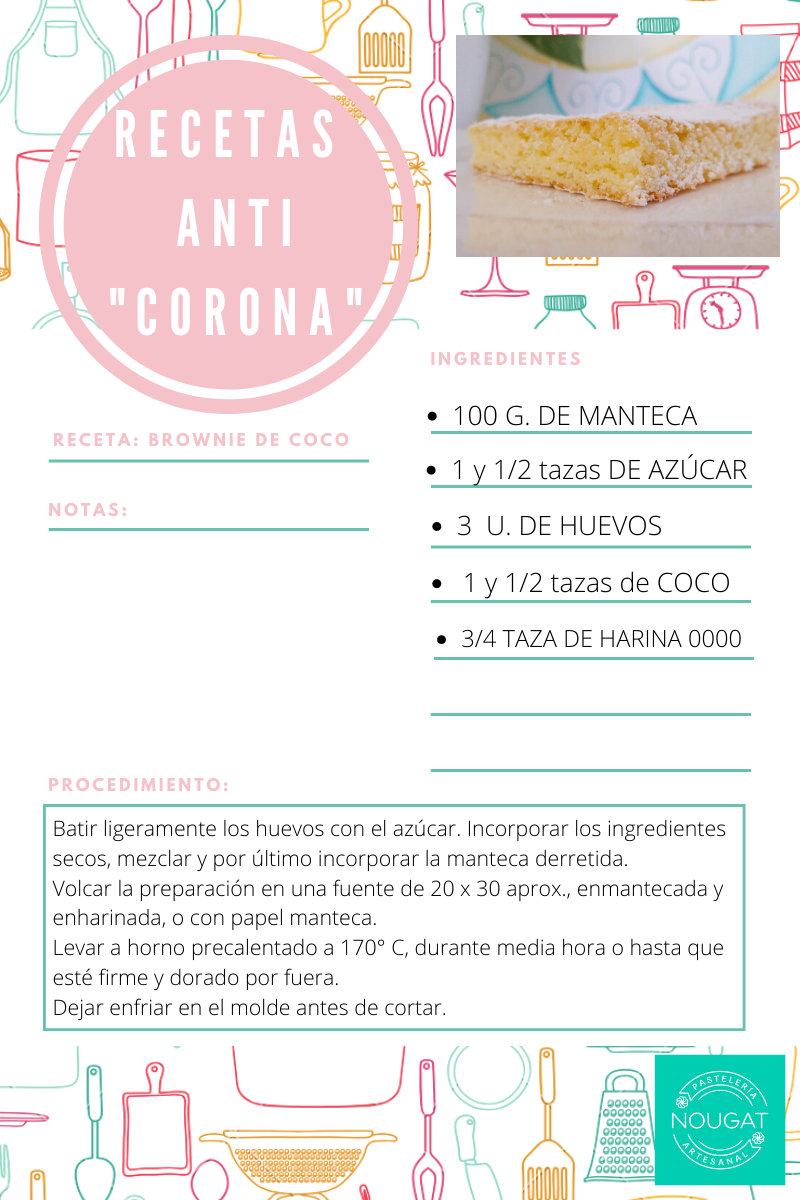 RECETAS
ANTI
"CORONA"
RECETA: BROWNIE DE COCO
NOTAS:
INGREDIENTES
• 100 G. DE MANTECA
• 1 y 1/2 tazas DE AZÚCAR
• 3 U. DE HUEVOS
• 1 y 1/2 tazas de COCO
• 3/4 TAZA DE HARINA 0000
PROCEDIMIENTO:
Batir ligeramente los huevos con el azúcar. Incorporar los ingredientes
secos, mezclar y por último incorporar la manteca derretida.
Volcar la preparación en una fuente de 20 x 30 aprox., enmantecada y
enharinada, o con papel manteca.
Levar a horno precalentado a 170° C, durante media hora o hasta que
esté firme y dorado por fuera.
Dejar enfriar en el molde antes de cortar.
PASTELERÍA
NOUGAT
ARTESANAL